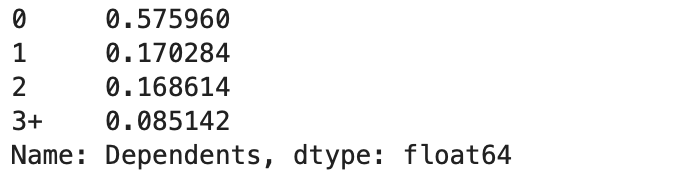 0     0.575960
1     0.170284
2     0.168614
3+    0.085142
Name: Dependents, dtype: float64